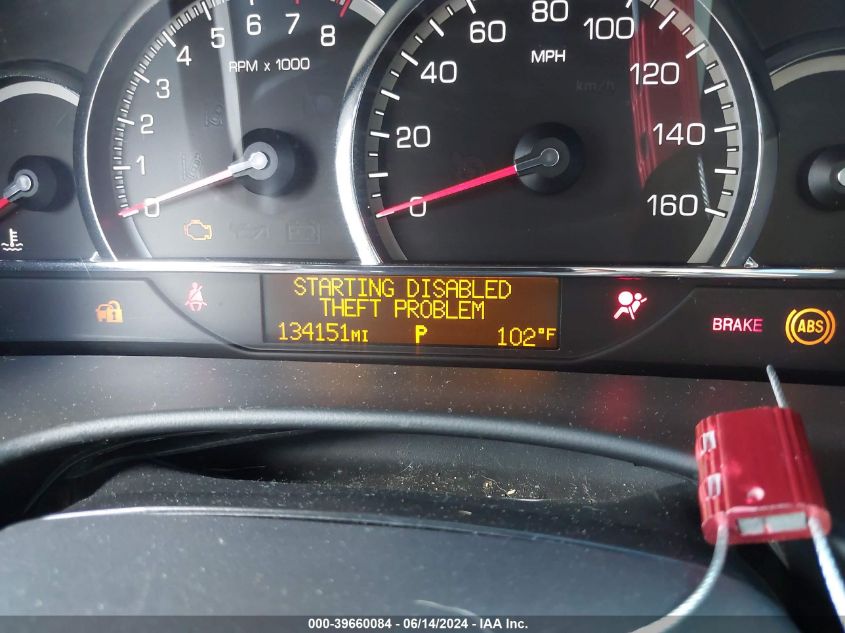 1 2 3 4 5 6 7 8
RPM x 1000
0 20 40 60 80 100 120 140 160
MPH
km/h
0
STARTING DISABLED
THEFT PROBLEM
134151MI P 102°F
BRAKE
ABS
000-39660084 - 06/14/2024 - IAA Inc.